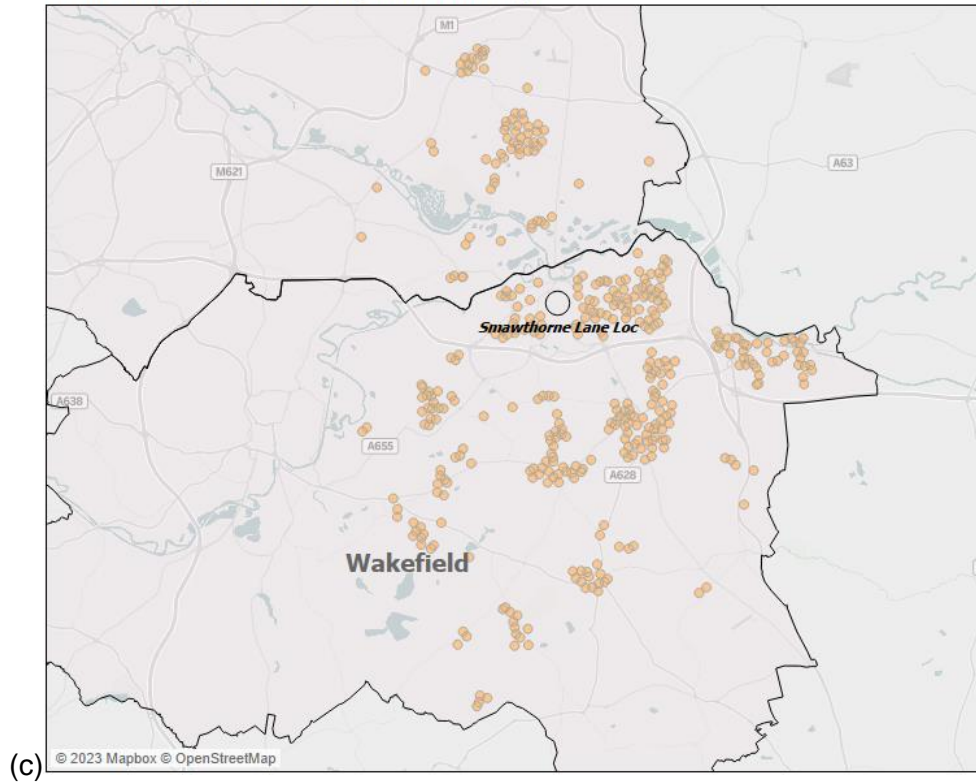 M1
A63
M621
Smawthorne Lane Loc
A638
A655
A628
Wakefield
(c)
© 2023 Mapbox © OpenStreetMap